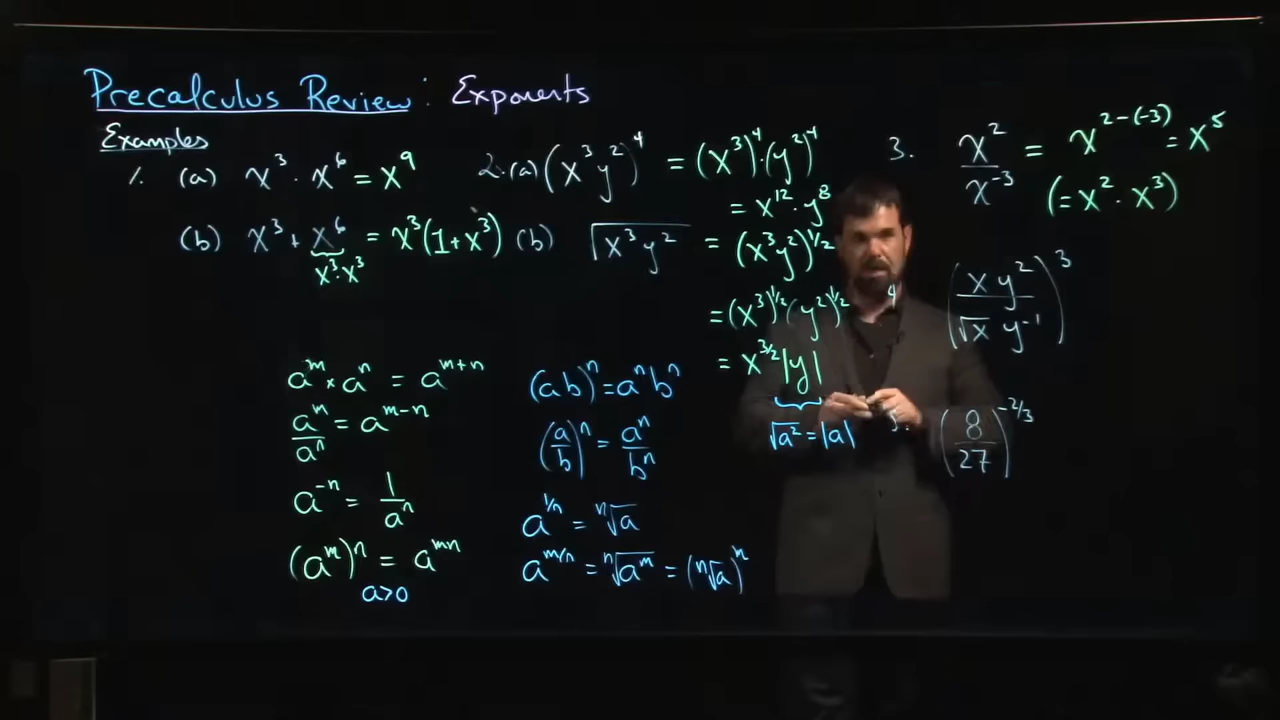 Precalculus Review: Exponents
Examples
1. (a) x³ · x⁶ = x⁹
(b) x³ + x⁶ = x³(1 + x³)
x³·x³
2. (a) (x³y²)⁴ = (x³)⁴·(y²)⁴
= x¹²·y⁸
(b) √(x³y²) = (x³y²)^(1/2)
= (x³)^(1/2) (y²)^(1/2)
= x^(3/2) |y|
√(a²) = |a|
3. x²/x⁻³ = x^(2-(-3)) = x⁵
(= x² · x³)
4 (xy²/(√x y⁻¹))³
5. (8/27)^(-2/3)
aᵐ × aⁿ = a^(m+n)
aᵐ/aⁿ = a^(m-n)
a⁻ⁿ = 1/aⁿ
(aᵐ)ⁿ = a^(mn)
a>0
(ab)ⁿ = aⁿbⁿ
(a/b)ⁿ = aⁿ/bⁿ
a^(1/n) = ⁿ√a
a^(m/n) = ⁿ√(aᵐ) = (ⁿ√a)ⁿ